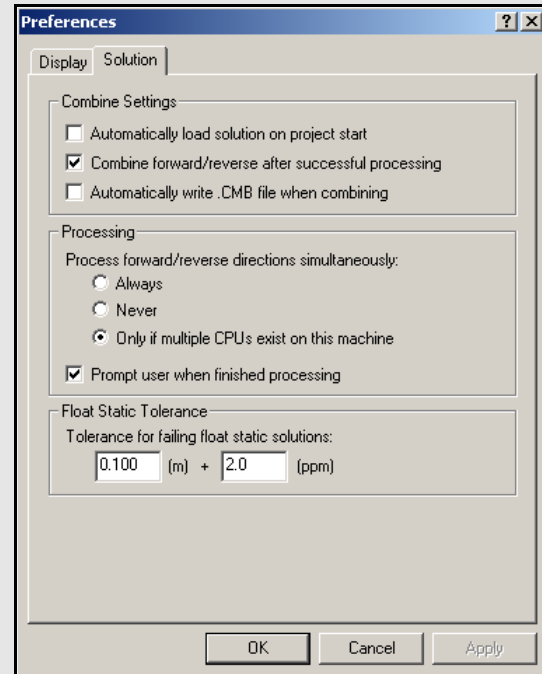 Preferences
Display Solution
Combine Settings
Automatically load solution on project start
Combine forward/reverse after successful processing
Automatically write .CMB file when combining
Processing
Process forward/reverse directions simultaneously:
Always
Never
Only if multiple CPUs exist on this machine
Prompt user when finished processing
Float Static Tolerance
Tolerance for failing float static solutions:
0.100 (m) + 2.0 (ppm)
OK Cancel Apply